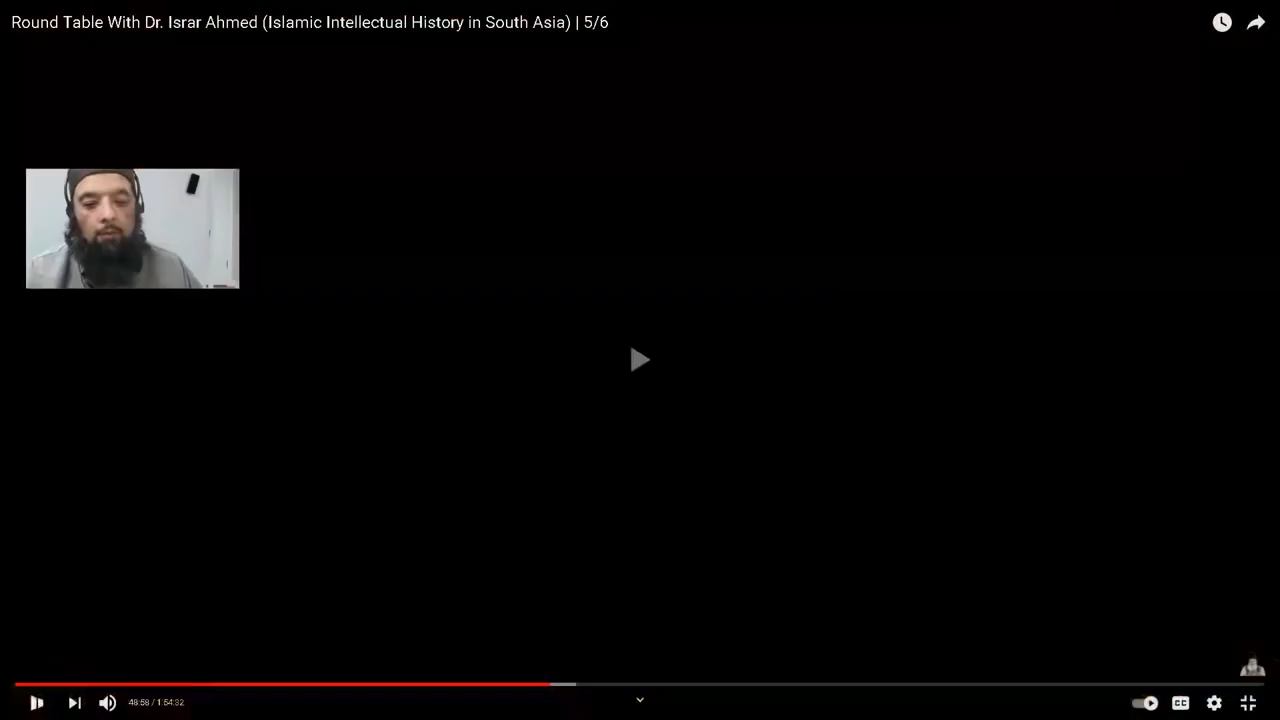 Round Table With Dr. Israr Ahmed (Islamic Intellectual History in South Asia) | 5/6
48:58 / 1:54:32
CC